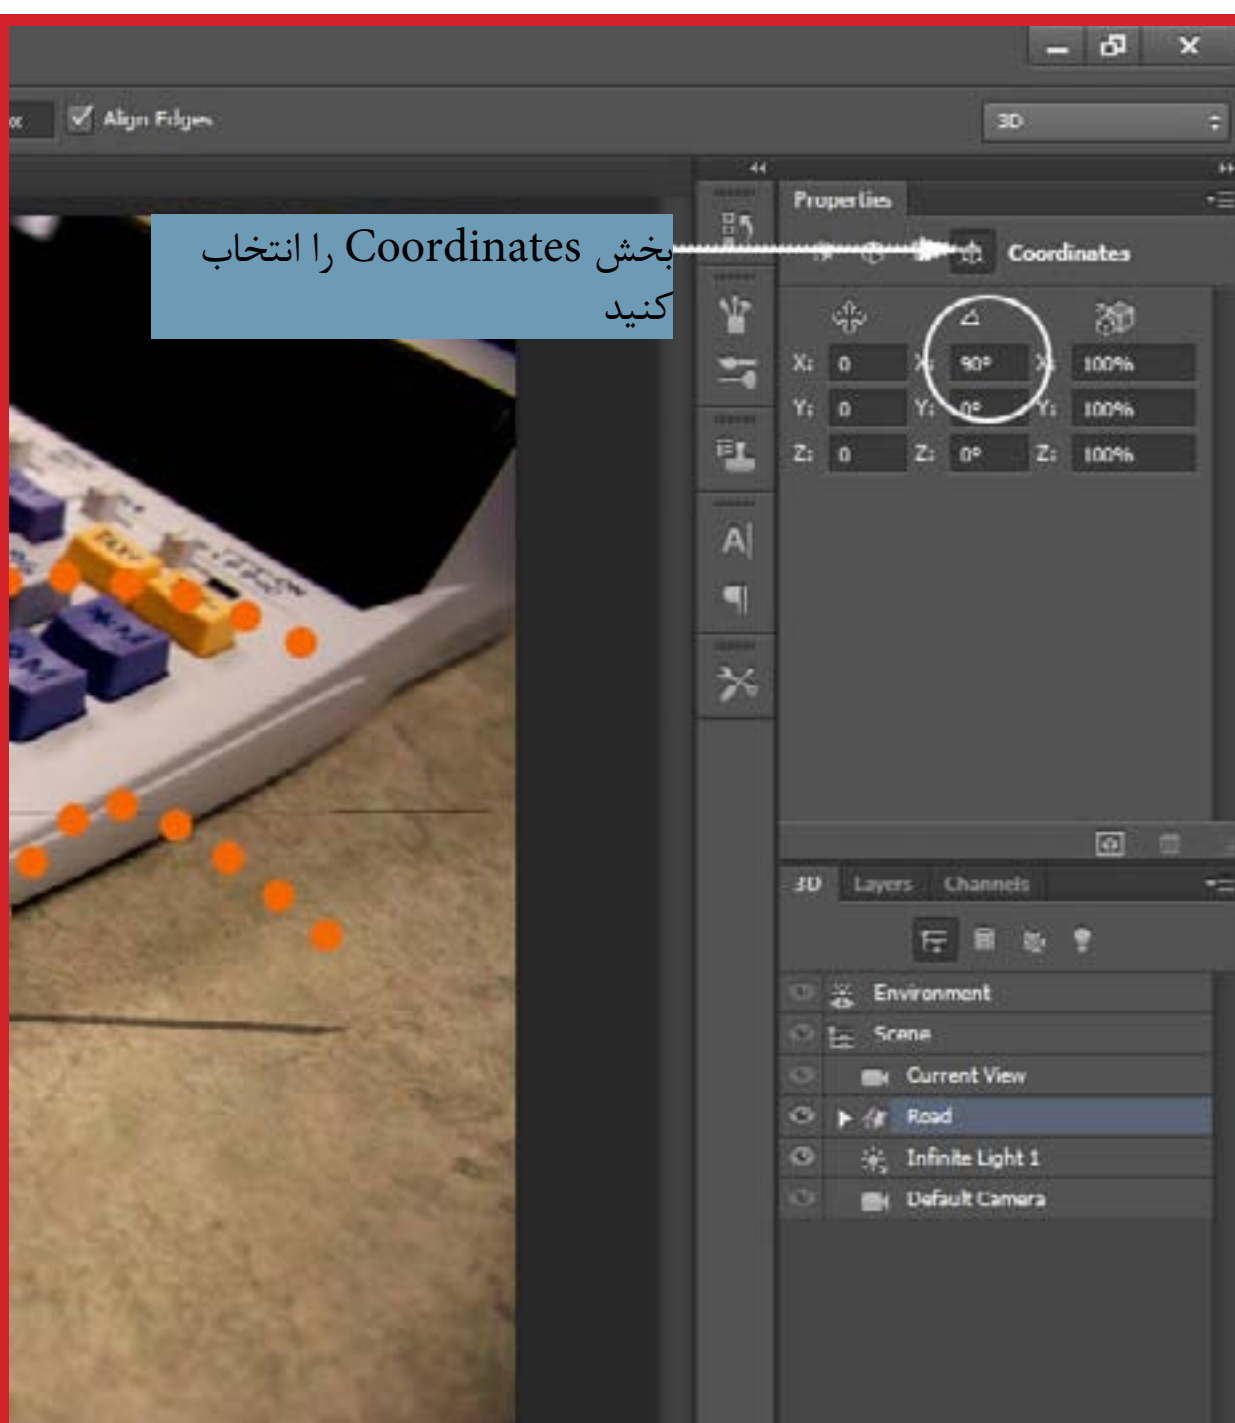 Align Edges
3D
Properties
بخش Coordinates را انتخاب
کنید
Coordinates
X: 0 X: 90° X: 100%
Y: 0 Y: 0° Y: 100%
Z: 0 Z: 0° Z: 100%
A
3D Layers Channels
Environment
Scene
Current View
Road
Infinite Light 1
Default Camera